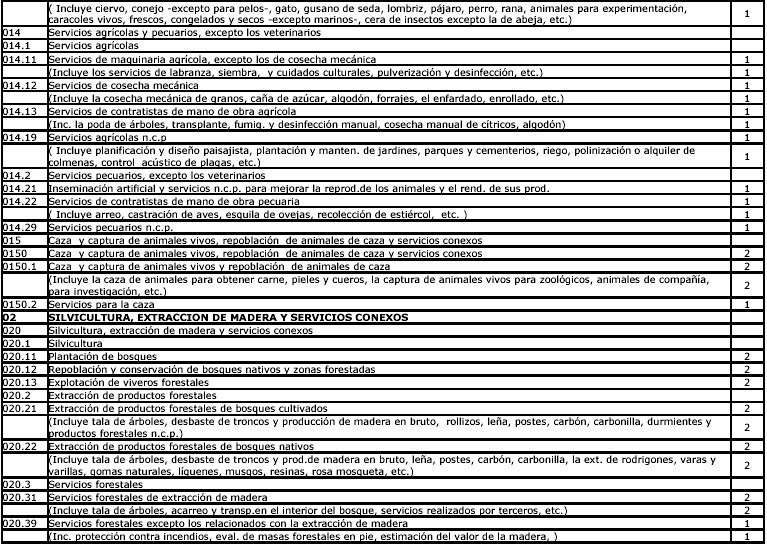 ( Incluye ciervo, conejo -excepto para pelos-, gato, gusano de seda, lombriz, pájaro, perro, rana, animales para experimentación,
caracoles vivos, frescos, congelados y secos -excepto marinos-, cera de insectos excepto la de abeja, etc.) 1
014 Servicios agrícolas y pecuarios, excepto los veterinarios
014.1 Servicios agrícolas
014.11 Servicios de maquinaria agrícola, excepto los de cosecha mecánica 1
(Incluye los servicios de labranza, siembra, y cuidados culturales, pulverización y desinfección, etc.) 1
014.12 Servicios de cosecha mecánica 1
(Incluye la cosecha mecánica de granos, caña de azúcar, algodón, forrajes, el enfardado, enrollado, etc.) 1
014.13 Servicios de contratistas de mano de obra agrícola 1
(Inc. la poda de árboles, transplante, fumig. y desinfección manual, cosecha manual de cítricos, algodón) 1
014.19 Servicios agrícolas n.c.p 1
( Incluye planificación y diseño paisajista, plantación y manten. de jardines, parques y cementerios, riego, polinización o alquiler de
colmenas, control acústico de plagas, etc.) 1
014.2 Servicios pecuarios, excepto los veterinarios
014.21 Inseminación artificial y servicios n.c.p. para mejorar la reprod.de los animales y el rend. de sus prod. 1
014.22 Servicios de contratistas de mano de obra pecuaria 1
( Incluye arreo, castración de aves, esquila de ovejas, recolección de estiércol, etc. ) 1
014.29 Servicios pecuarios n.c.p. 1
015 Caza y captura de animales vivos, repoblación de animales de caza y servicios conexos
0150 Caza y captura de animales vivos, repoblación de animales de caza y servicios conexos 2
0150.1 Caza y captura de animales vivos y repoblación de animales de caza 2
(Incluye la caza de animales para obtener carne, pieles y cueros, la captura de animales vivos para zoológicos, animales de compañía,
para investigación, etc.) 2
0150.2 Servicios para la caza 1
02 SILVICULTURA, EXTRACCION DE MADERA Y SERVICIOS CONEXOS
020 Silvicultura, extracción de madera y servicios conexos
020.1 Silvicultura
020.11 Plantación de bosques 2
020.12 Repoblación y conservación de bosques nativos y zonas forestadas 2
020.13 Explotación de viveros forestales 2
020.2 Extracción de productos forestales
020.21 Extracción de productos forestales de bosques cultivados 2
(Incluye tala de árboles, desbaste de troncos y producción de madera en bruto, rollizos, leña, postes, carbón, carbonilla, durmientes y
productos forestales n.c.p.) 2
020.22 Extracción de productos forestales de bosques nativos 2
(Incluye tala de árboles, desbaste de troncos y prod.de madera en bruto, leña, postes, carbón, carbonilla, la ext. de rodrigones, varas y
varillas, gomas naturales, líquenes, musgos, resinas, rosa mosqueta, etc.) 2
020.3 Servicios forestales
020.31 Servicios forestales de extracción de madera 2
(Incluye tala de árboles, acarreo y transp.en el interior del bosque, servicios realizados por terceros, etc.) 2
020.39 Servicios forestales excepto los relacionados con la extracción de madera 1
(Inc. protección contra incendios, eval. de masas forestales en pie, estimación del valor de la madera, ) 1